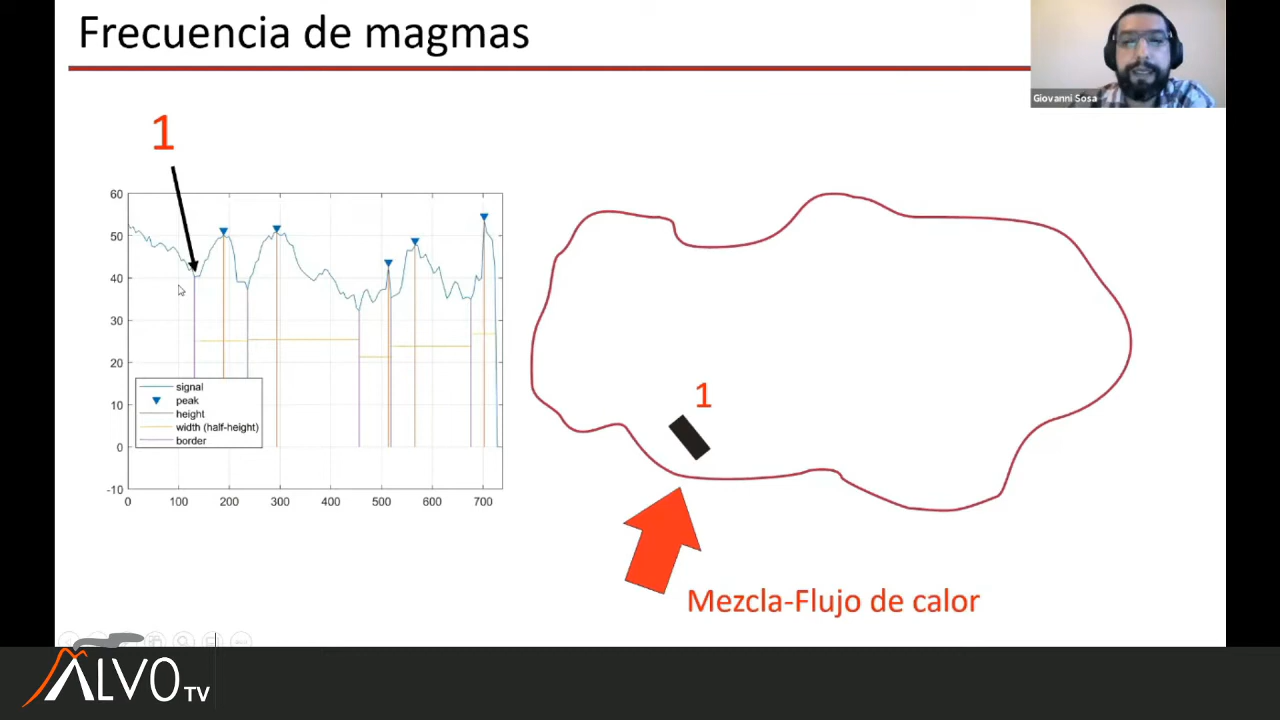 Frecuencia de magmas
Giovanni Sosa
1
60
50
40
30
20
10
0
-10
0 100 200 300 400 500 600 700
signal
peak
height
width (half-height)
border
1
Mezcla-Flujo de calor
ALVO TV